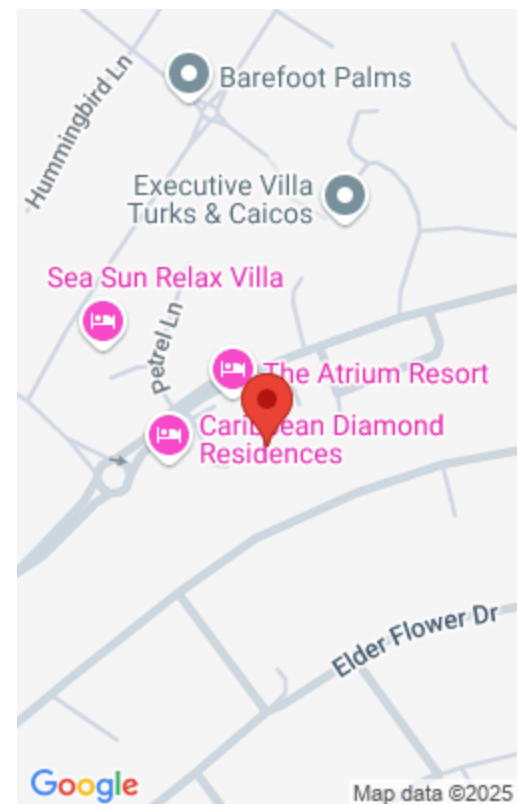 Hummingbird Ln
Barefoot Palms
Executive Villa
Turks & Caicos
Sea Sun Relax Villa
Petrel Ln
The Atrium Resort
Caribbean Diamond
Residences
Elder Flower Dr
Google
Map data ©2025